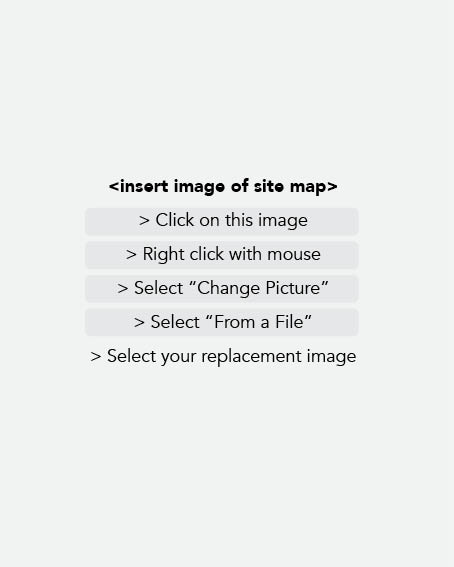 <insert image of site map>
> Click on this image
> Right click with mouse
> Select “Change Picture”
> Select “From a File”
> Select your replacement image